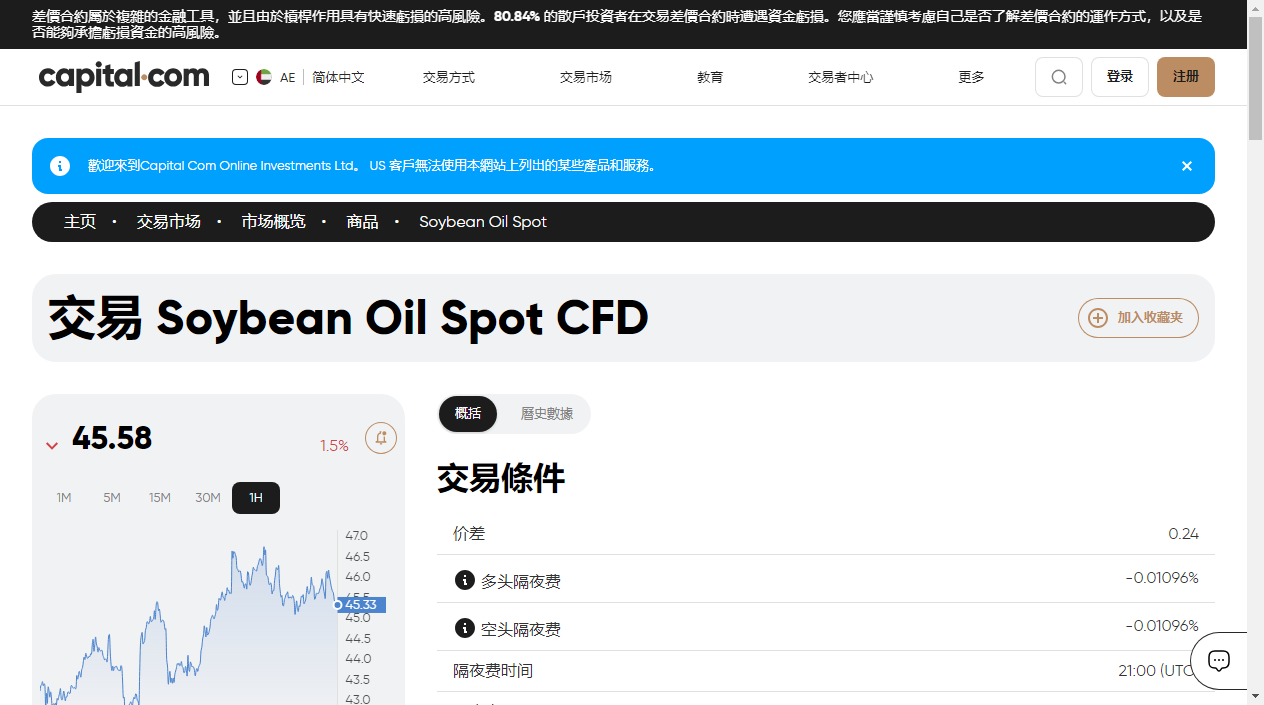 差價合約屬於複雜的金融工具，並且由於槓桿作用具有快速虧損的高風險。80.84% 的散戶投資者在交易差價合約時遭遇資金虧損。您應當謹慎考慮自己是否了解差價合約的運作方式，以及是
否能夠承擔虧損資金的高風險。
capital.com AE 简体中文 交易方式 交易市场 教育 交易者中心 更多 登录 注册
歡迎來到Capital Com Online Investments Ltd。 US 客戶無法使用本網站上列出的某些產品和服務。
主页 · 交易市场 · 市场概览 · 商品 · Soybean Oil Spot
交易 Soybean Oil Spot CFD
加入收藏夹
45.58
1.5%
1M 5M 15M 30M 1H
47.0
46.5
46.0
45.33
45.0
44.5
44.0
43.5
43.0
概括 曆史數據
交易條件
价差 0.24
多头隔夜费 -0.01096%
空头隔夜费 -0.01096%
隔夜费时间 21:00 (UTC